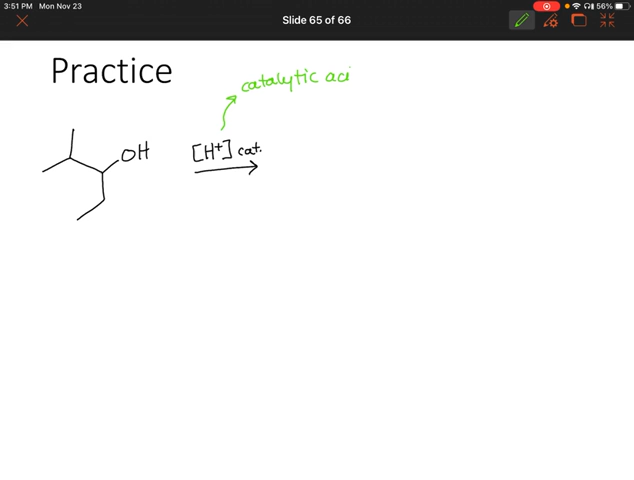 3:51 PM Mon Nov 23
56%
Slide 65 of 66
Practice
catalytic aci
OH
[H⁺] cat.